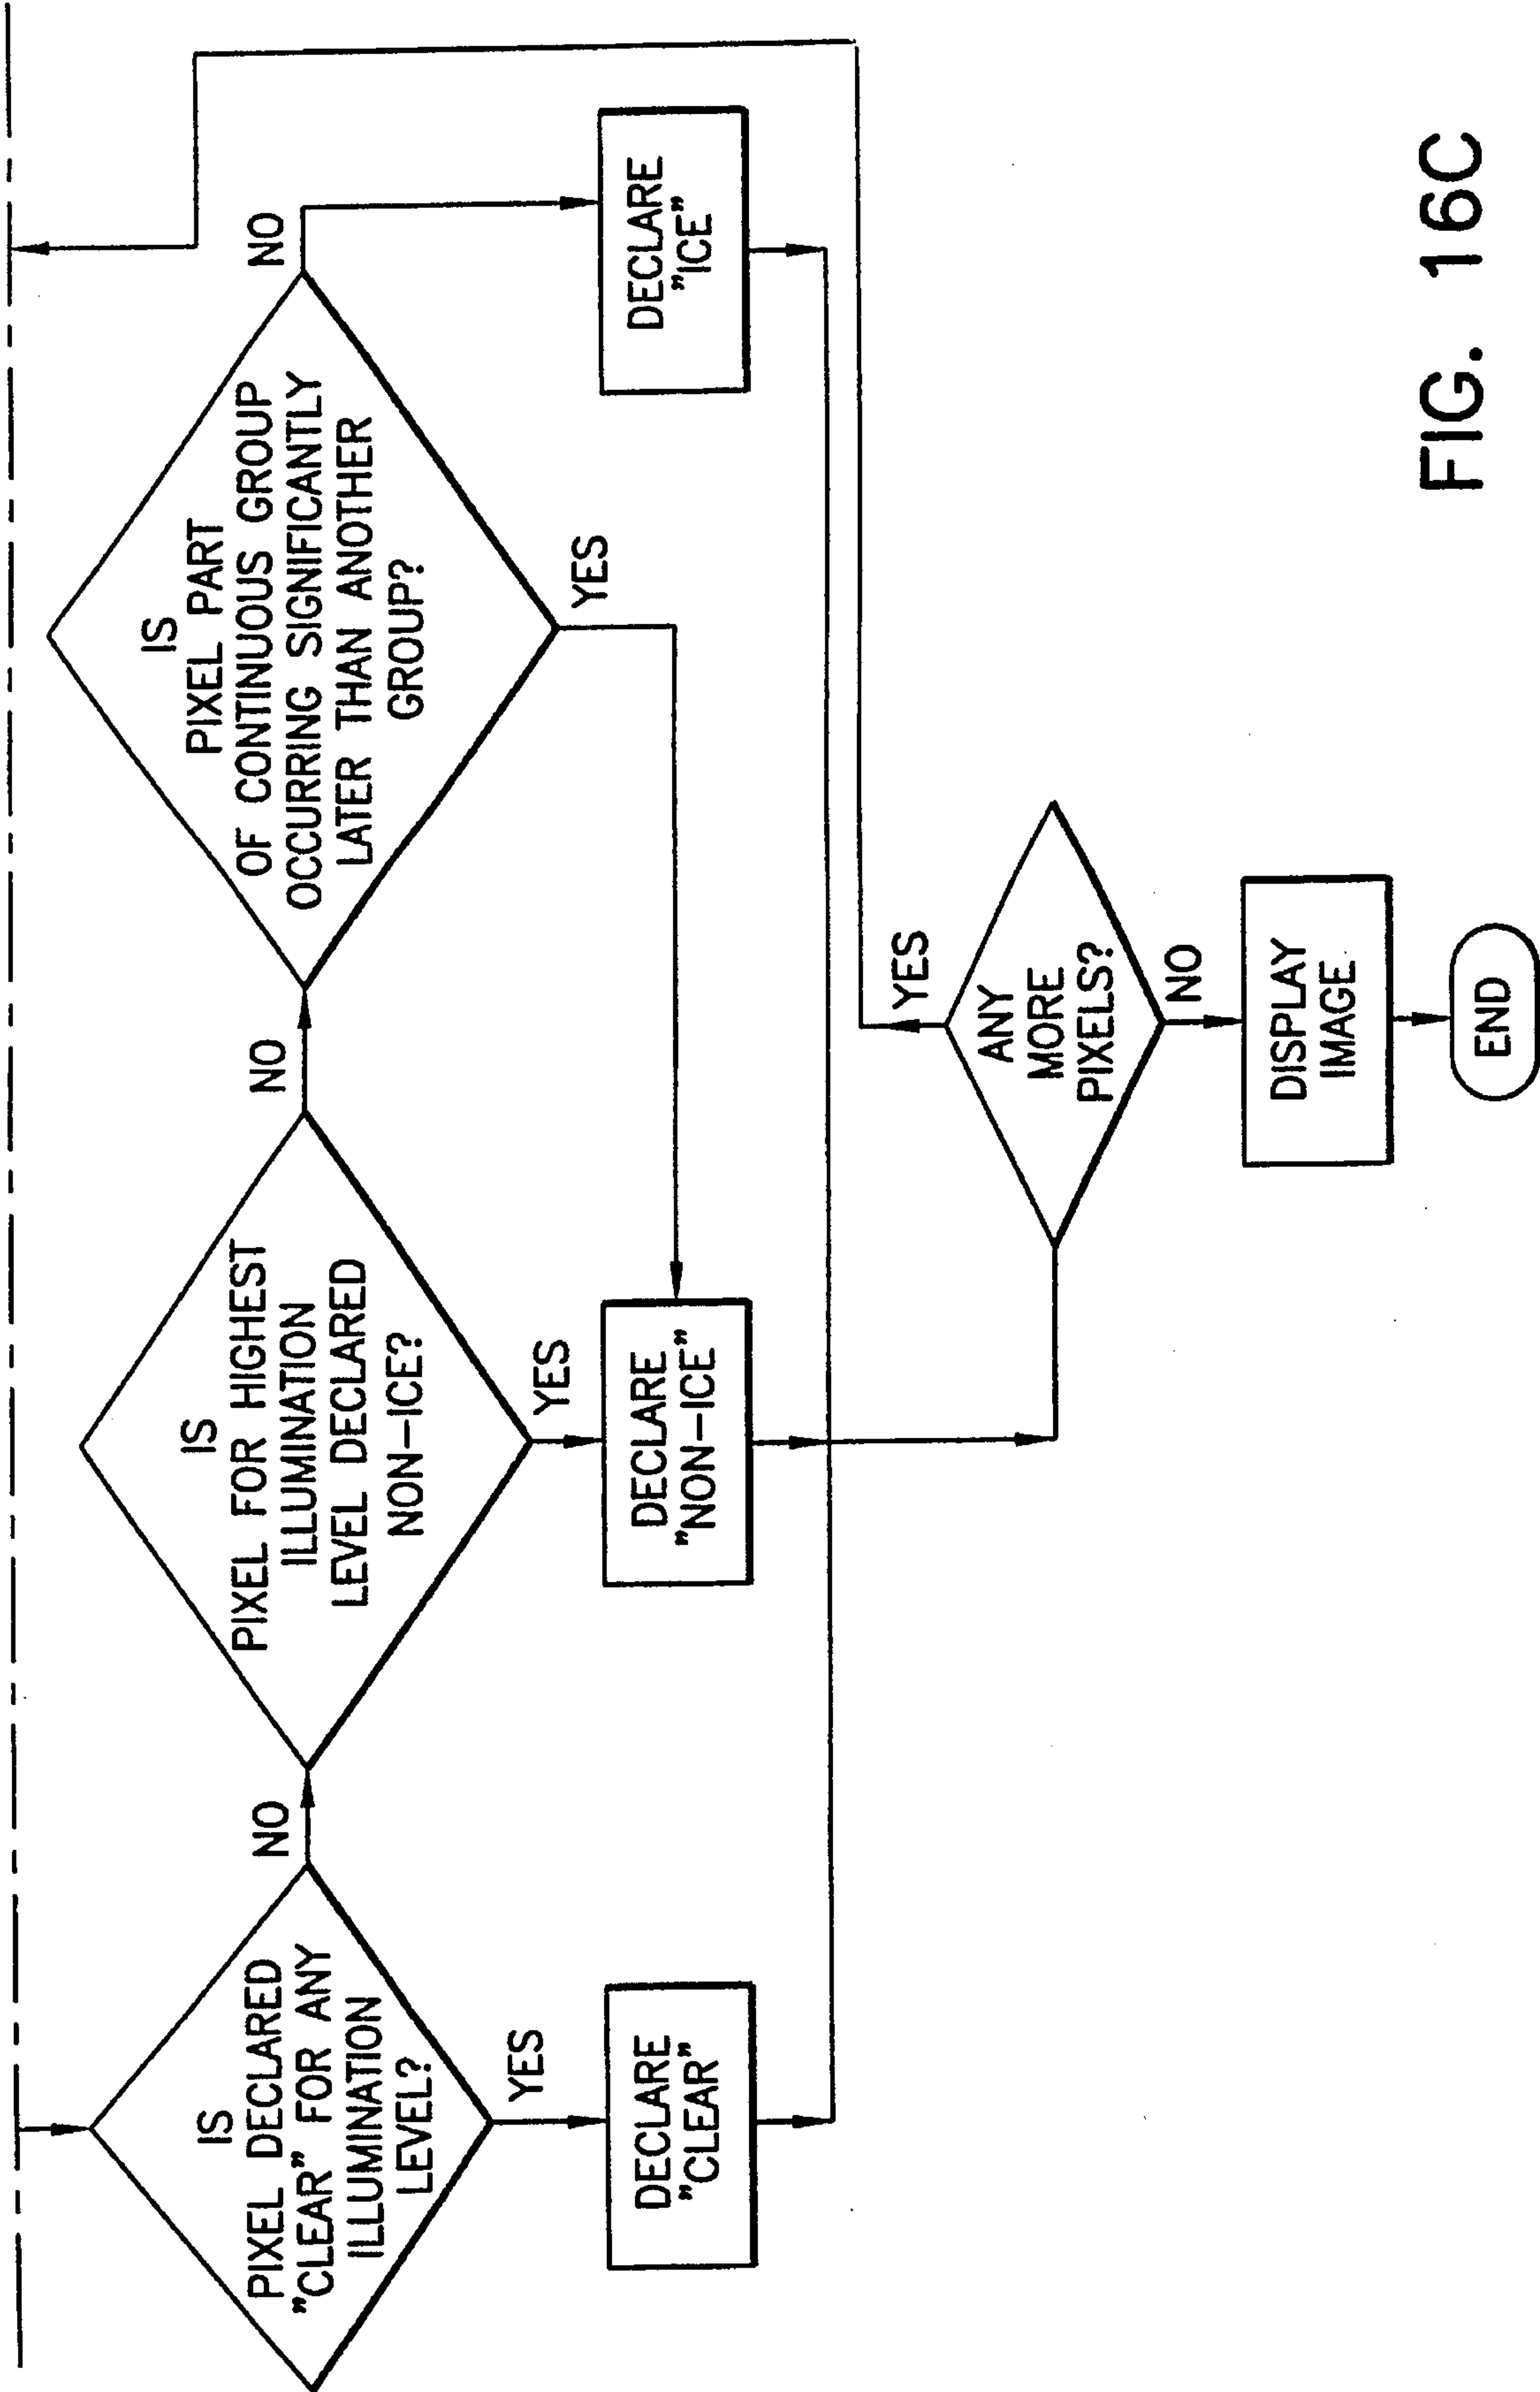 IS
PIXEL DECLARED
"CLEAR" FOR ANY
ILLUMINATION
LEVEL?
NO
YES
DECLARE
"CLEAR"
IS
PIXEL FOR HIGHEST
ILLUMINATION
LEVEL DECLARED
NON-ICE?
NO
YES
DECLARE
"NON-ICE"
IS
PIXEL PART
OF CONTINUOUS GROUP
OCCURRING SIGNIFICANTLY
LATER THAN ANOTHER
GROUP?
NO
YES
DECLARE
"ICE"
ANY
MORE
PIXELS?
YES
NO
DISPLAY
IMAGE
END
FIG. 16C